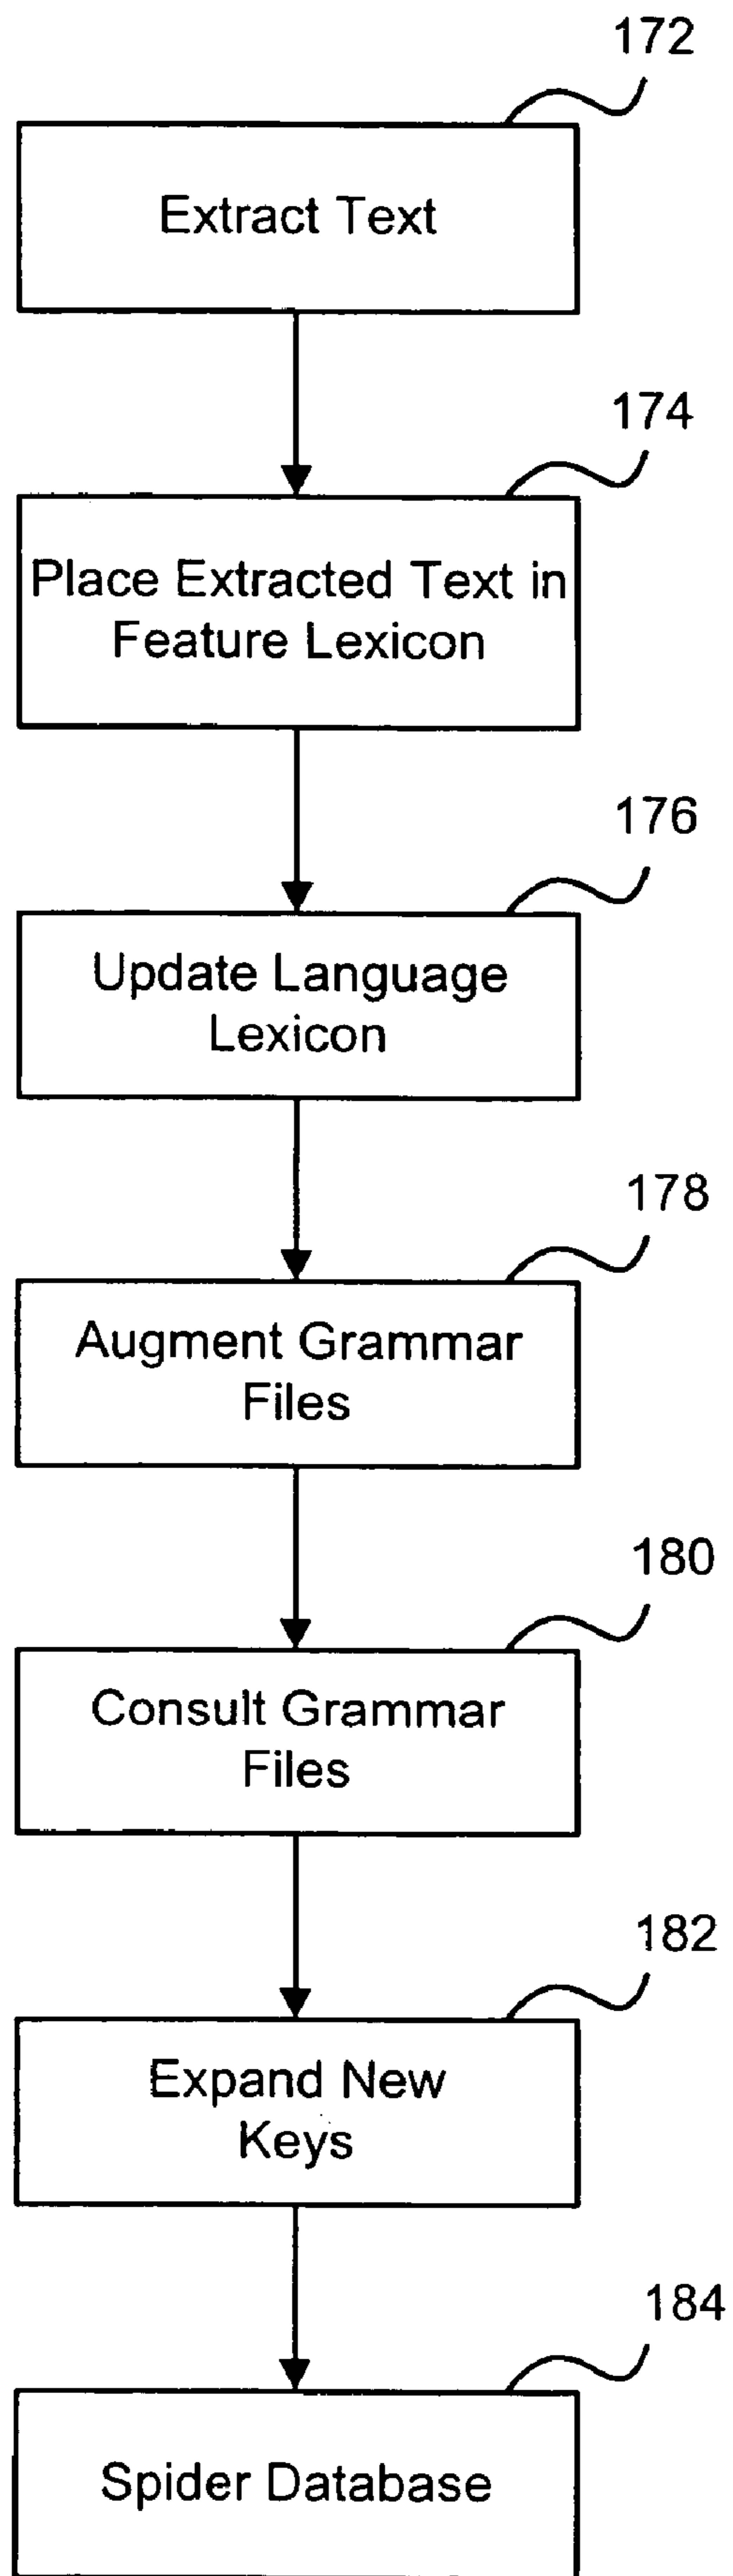 172
Extract Text
174
Place Extracted Text in
Feature Lexicon
176
Update Language
Lexicon
178
Augment Grammar
Files
180
Consult Grammar
Files
182
Expand New
Keys
184
Spider Database